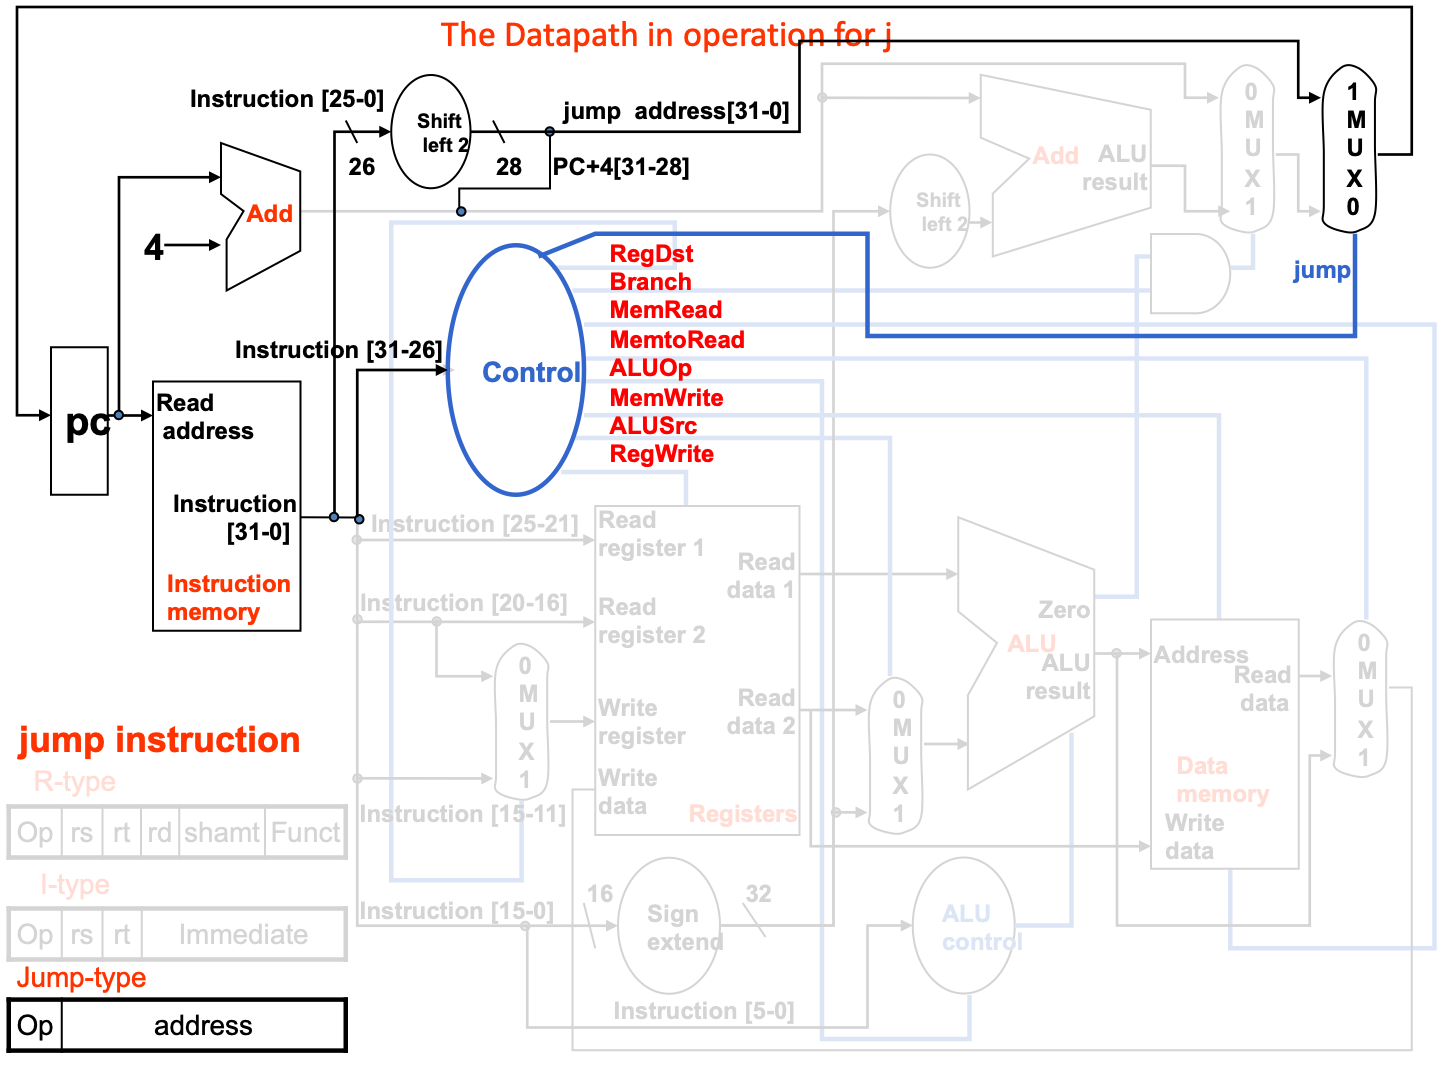 The Datapath in operation for j
Instruction [25-0]
Shift
left 2
jump address[31-0]
26
28
PC+4[31-28]
Add
4
Add
ALU
result
Shift
left 2
0
M
U
X
1
1
M
U
X
0
jump
RegDst
Branch
MemRead
MemtoRead
ALUOp
MemWrite
ALUSrc
RegWrite
Instruction [31-26]
Control
pc
Read
address
Instruction
[31-0]
Instruction
memory
Instruction [25-21]
Instruction [20-16]
Instruction [15-11]
Instruction [15-0]
0
M
U
X
1
Read
register 1
Read
register 2
Write
register
Write
data
Read
data 1
Read
data 2
Registers
0
M
U
X
1
Zero
ALU
ALU
result
Address
Read
data
Data
memory
Write
data
0
M
U
X
1
16
Sign
extend
32
ALU
control
Instruction [5-0]
jump instruction
R-type
Op rs rt rd shamt Funct
I-type
Op rs rt Immediate
Jump-type
Op address